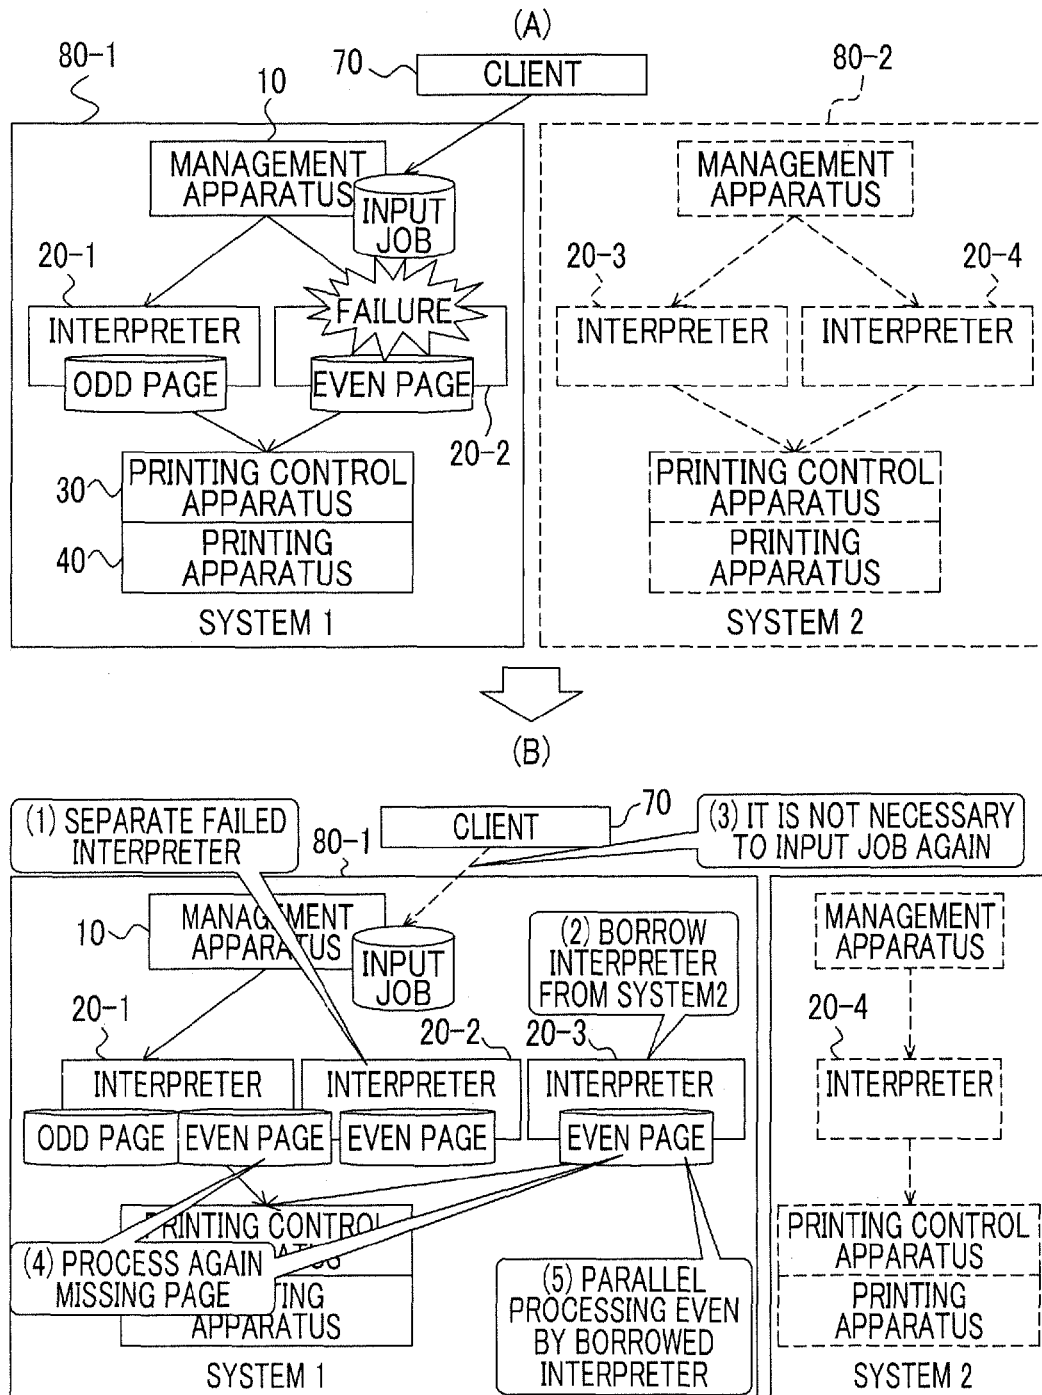 (A)
80-1
70
CLIENT
80-2
10
MANAGEMENT
APPARATUS
INPUT
JOB
MANAGEMENT
APPARATUS
20-1
20-3
20-4
INTERPRETER
FAILURE
INTERPRETER
INTERPRETER
ODD PAGE
EVEN PAGE
20-2
30
PRINTING CONTROL
APPARATUS
PRINTING CONTROL
APPARATUS
40
PRINTING
APPARATUS
PRINTING
APPARATUS
SYSTEM 1
SYSTEM 2
(B)
(1) SEPARATE FAILED
INTERPRETER
80-1
CLIENT
70
(3) IT IS NOT NECESSARY
TO INPUT JOB AGAIN
10
MANAGEMENT
APPARATUS
INPUT
JOB
(2) BORROW
INTERPRETER
FROM SYSTEM2
MANAGEMENT
APPARATUS
20-1
20-2
20-3
20-4
INTERPRETER
INTERPRETER
INTERPRETER
INTERPRETER
ODD PAGE
EVEN PAGE
EVEN PAGE
EVEN PAGE
PRINTING CONTROL
APPARATUS
(4) PROCESS AGAIN
MISSING PAGE
PRINTING
APPARATUS
(5) PARALLEL
PROCESSING EVEN
BY BORROWED
INTERPRETER
PRINTING CONTROL
APPARATUS
PRINTING
APPARATUS
SYSTEM 1
SYSTEM 2